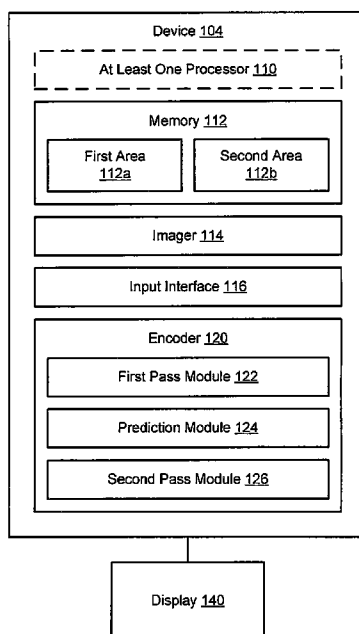 Device 104
At Least One Processor 110
Memory 112
First Area
112a
Second Area
112b
Imager 114
Input Interface 116
Encoder 120
First Pass Module 122
Prediction Module 124
Second Pass Module 126
Display 140